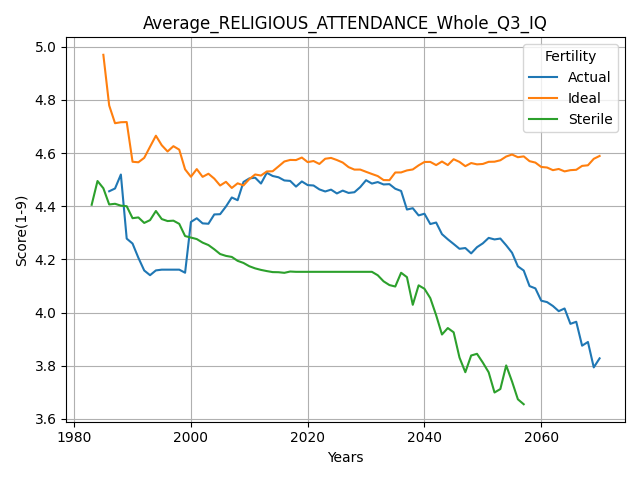 Average_RELIGIOUS_ATTENDANCE_Whole_Q3_IQ
Score(1-9)
5.0
4.8
4.6
4.4
4.2
4.0
3.8
3.6
Fertility
Actual
Ideal
Sterile
1980 2000 2020 2040 2060
Years